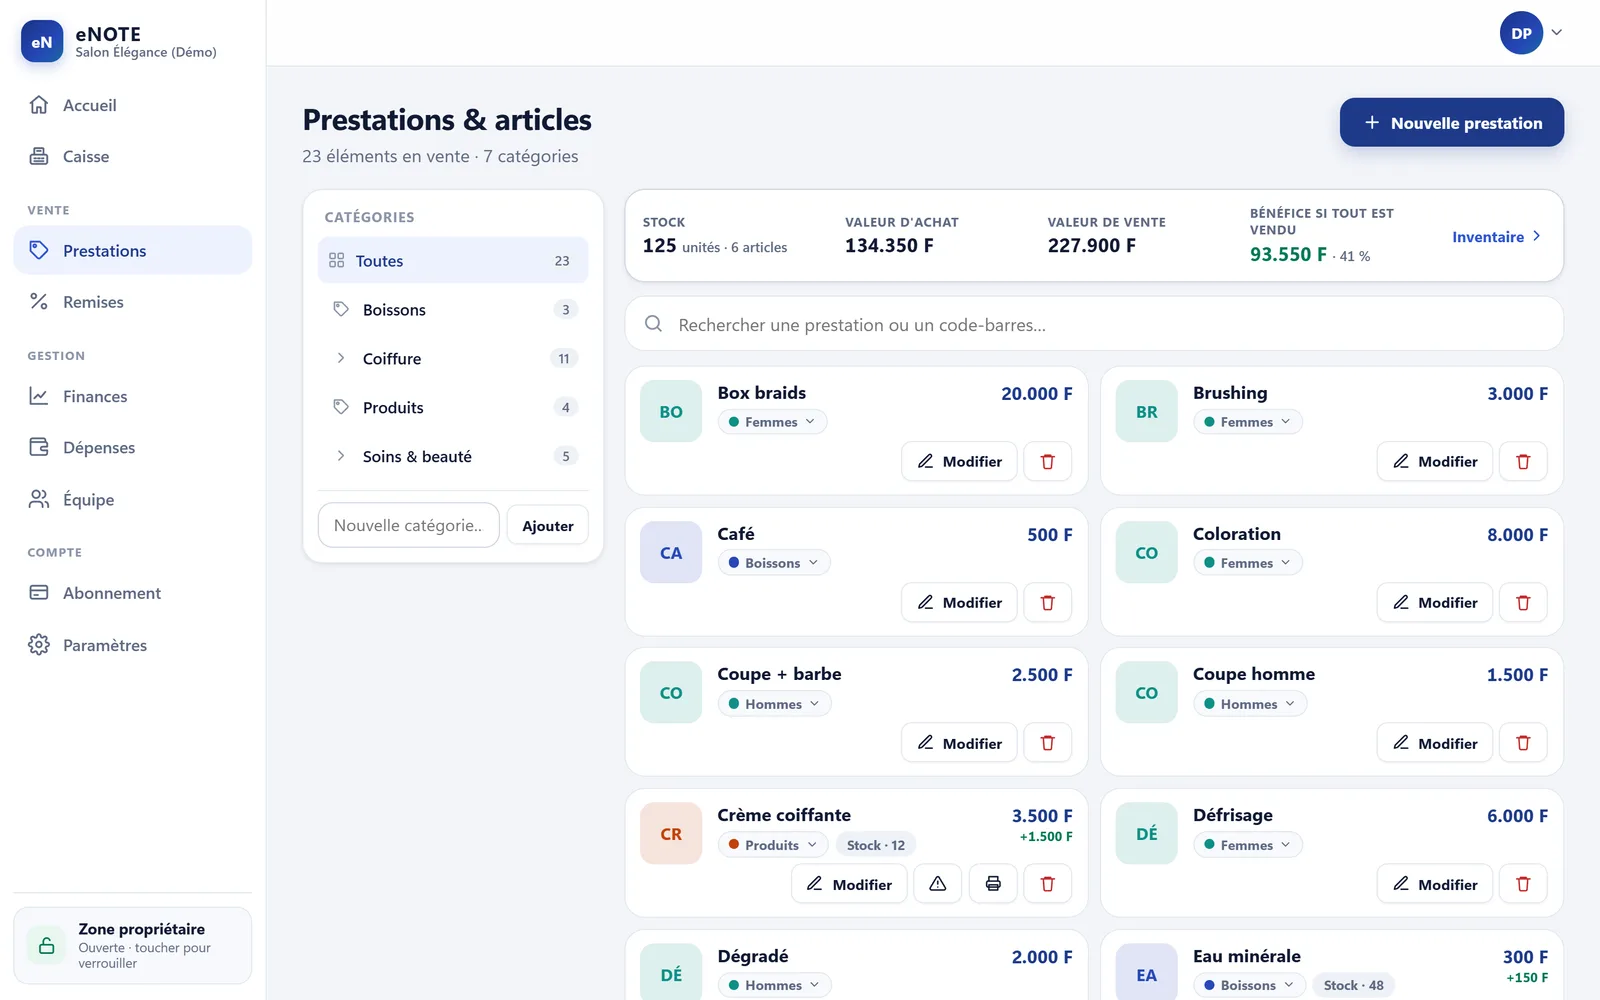 eN
eNOTE
Salon Élégance (Démo)
Accueil
Caisse
VENTE
Prestations
Remises
GESTION
Finances
Dépenses
Équipe
COMPTE
Abonnement
Paramètres
Zone propriétaire
Ouverte · toucher pour
verrouiller
DP
Prestations & articles
23 éléments en vente · 7 catégories
+ Nouvelle prestation
CATÉGORIES
Toutes 23
Boissons 3
Coiffure 11
Produits 4
Soins & beauté 5
Nouvelle catégorie..
Ajouter
STOCK
125 unités · 6 articles
VALEUR D'ACHAT
134.350 F
VALEUR DE VENTE
227.900 F
BÉNÉFICE SI TOUT EST
VENDU
93.550 F · 41 %
Inventaire
Rechercher une prestation ou un code-barres...
BO
Box braids
20.000 F
Femmes
Modifier
BR
Brushing
3.000 F
Femmes
Modifier
CA
Café
500 F
Boissons
Modifier
CO
Coloration
8.000 F
Femmes
Modifier
CO
Coupe + barbe
2.500 F
Hommes
Modifier
CO
Coupe homme
1.500 F
Hommes
Modifier
CR
Crème coiffante
3.500 F
+1.500 F
Produits
Stock · 12
Modifier
DÉ
Défrisage
6.000 F
Femmes
Modifier
DÉ
Dégradé
2.000 F
Hommes
EA
Eau minérale
300 F
+150 F
Boissons
Stock · 48